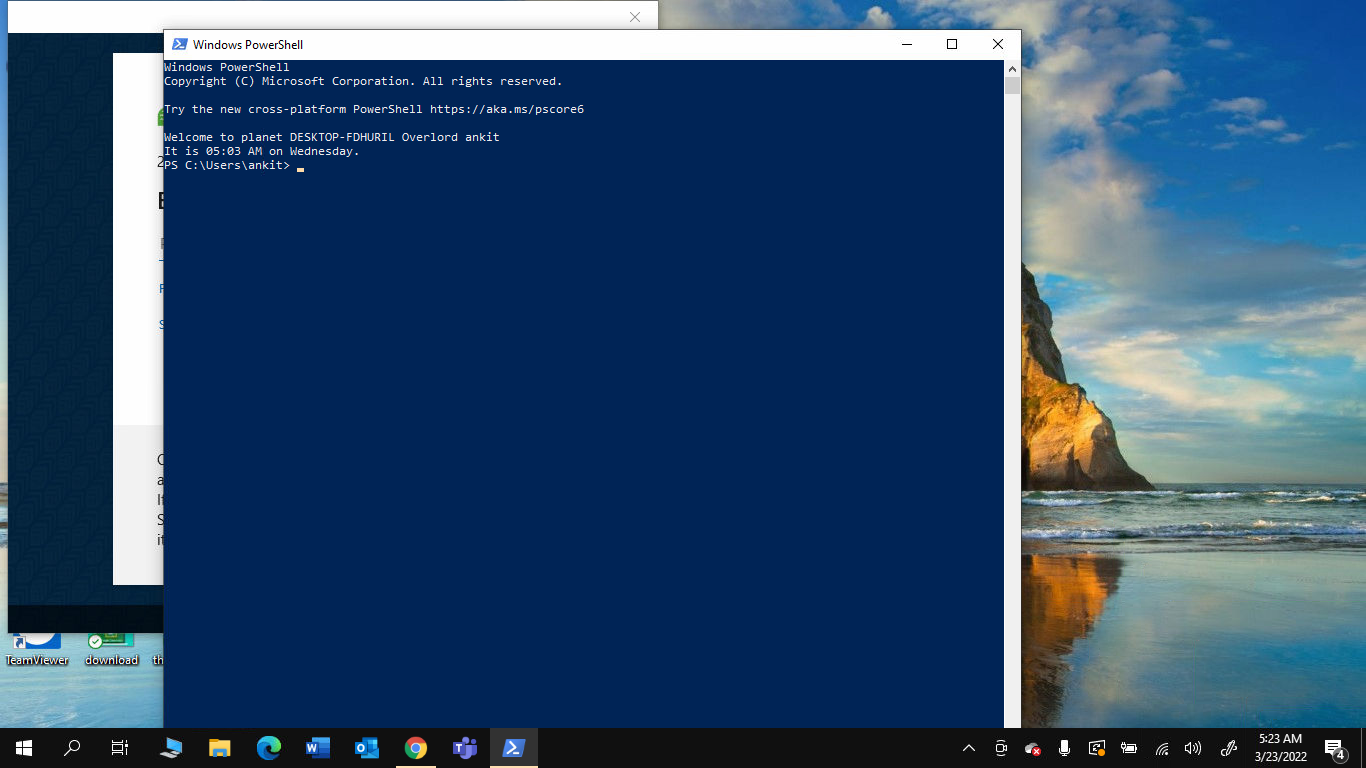 Windows PowerShell
Windows PowerShell
Copyright (C) Microsoft Corporation. All rights reserved.
Try the new cross-platform PowerShell https://aka.ms/pscore6
Welcome to planet DESKTOP-FDHURIL Overlord ankit
It is 05:03 AM on Wednesday.
PS C:\Users\ankit>
TeamViewer
download
th
5:23 AM
3/23/2022
4